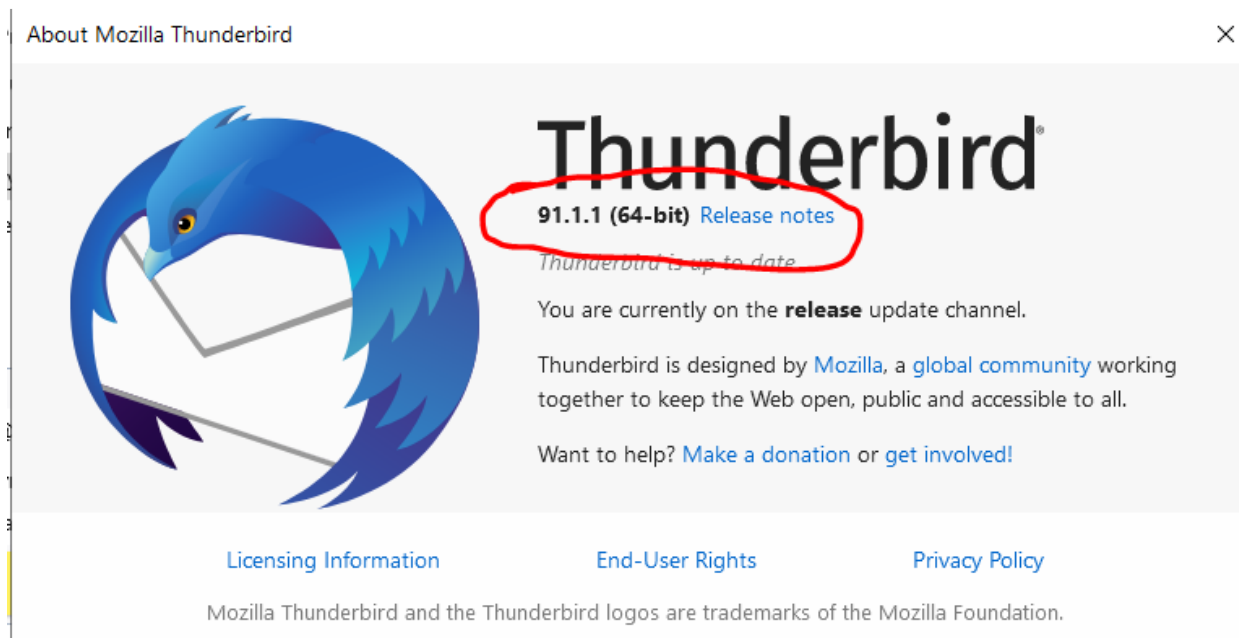 About Mozilla Thunderbird
Thunderbird®
91.1.1 (64-bit) Release notes
Thunderbird is up to date
You are currently on the release update channel.
Thunderbird is designed by Mozilla, a global community working
together to keep the Web open, public and accessible to all.
Want to help? Make a donation or get involved!
Licensing Information End-User Rights Privacy Policy
Mozilla Thunderbird and the Thunderbird logos are trademarks of the Mozilla Foundation.